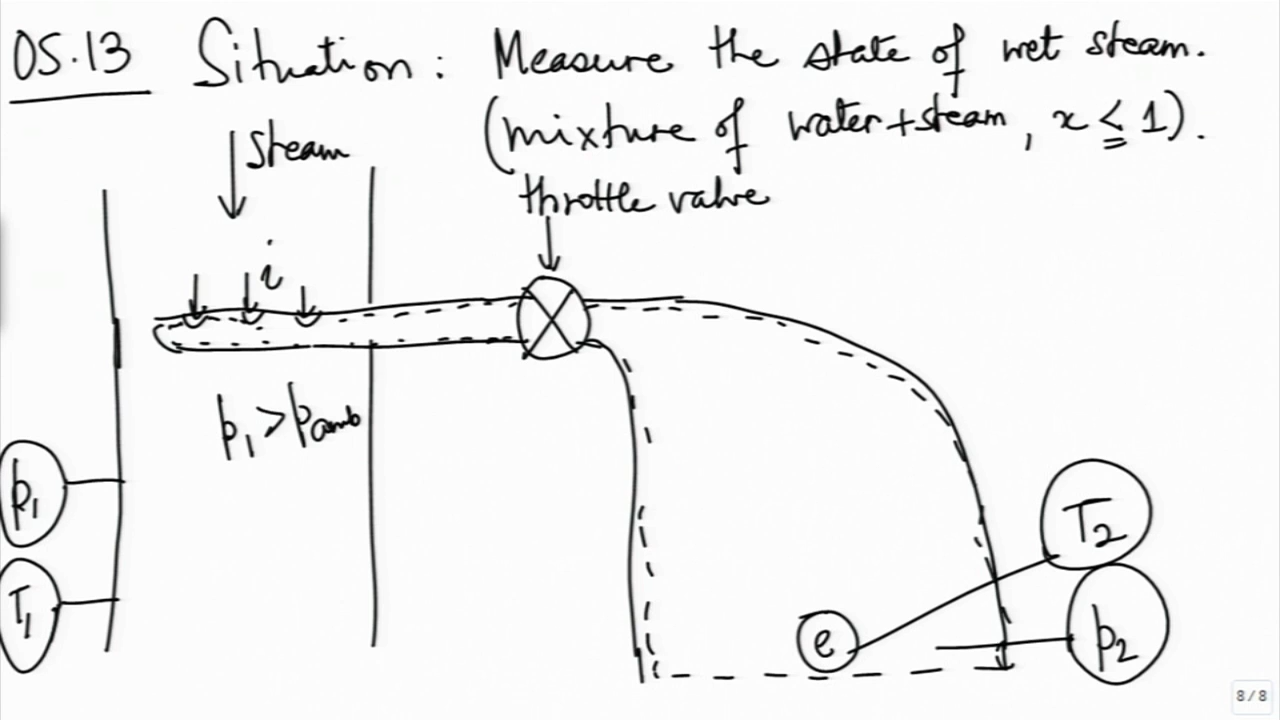 05.13 Situation: Measure the state of wet steam.
(mixture of water+steam, x ≤ 1).
steam
throttle valve
i
p₁ > pamb
p₁
T₁
T₂
e
p₂
8/8